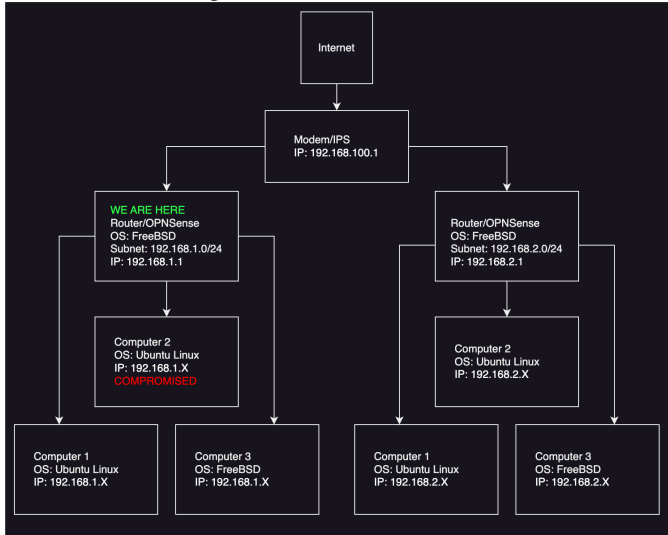 Internet
Modem/IPS
IP: 192.168.100.1
WE ARE HERE
Router/OPNSense
OS: FreeBSD
Subnet: 192.168.1.0/24
IP: 192.168.1.1
Router/OPNSense
OS: FreeBSD
Subnet: 192.168.2.0/24
IP: 192.168.2.1
Computer 2
OS: Ubuntu Linux
IP: 192.168.1.X
COMPROMISED
Computer 2
OS: Ubuntu Linux
IP: 192.168.2.X
Computer 1
OS: Ubuntu Linux
IP: 192.168.1.X
Computer 3
OS: FreeBSD
IP: 192.168.1.X
Computer 1
OS: Ubuntu Linux
IP: 192.168.2.X
Computer 3
OS: FreeBSD
IP: 192.168.2.X